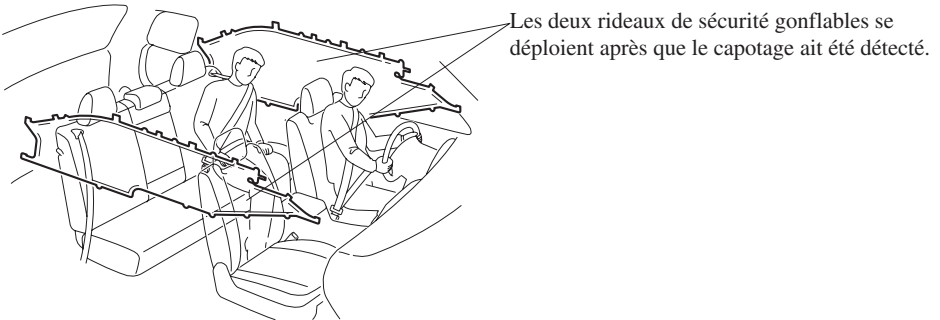 Les deux rideaux de sécurité gonflables se
déploient après que le capotage ait été détecté.